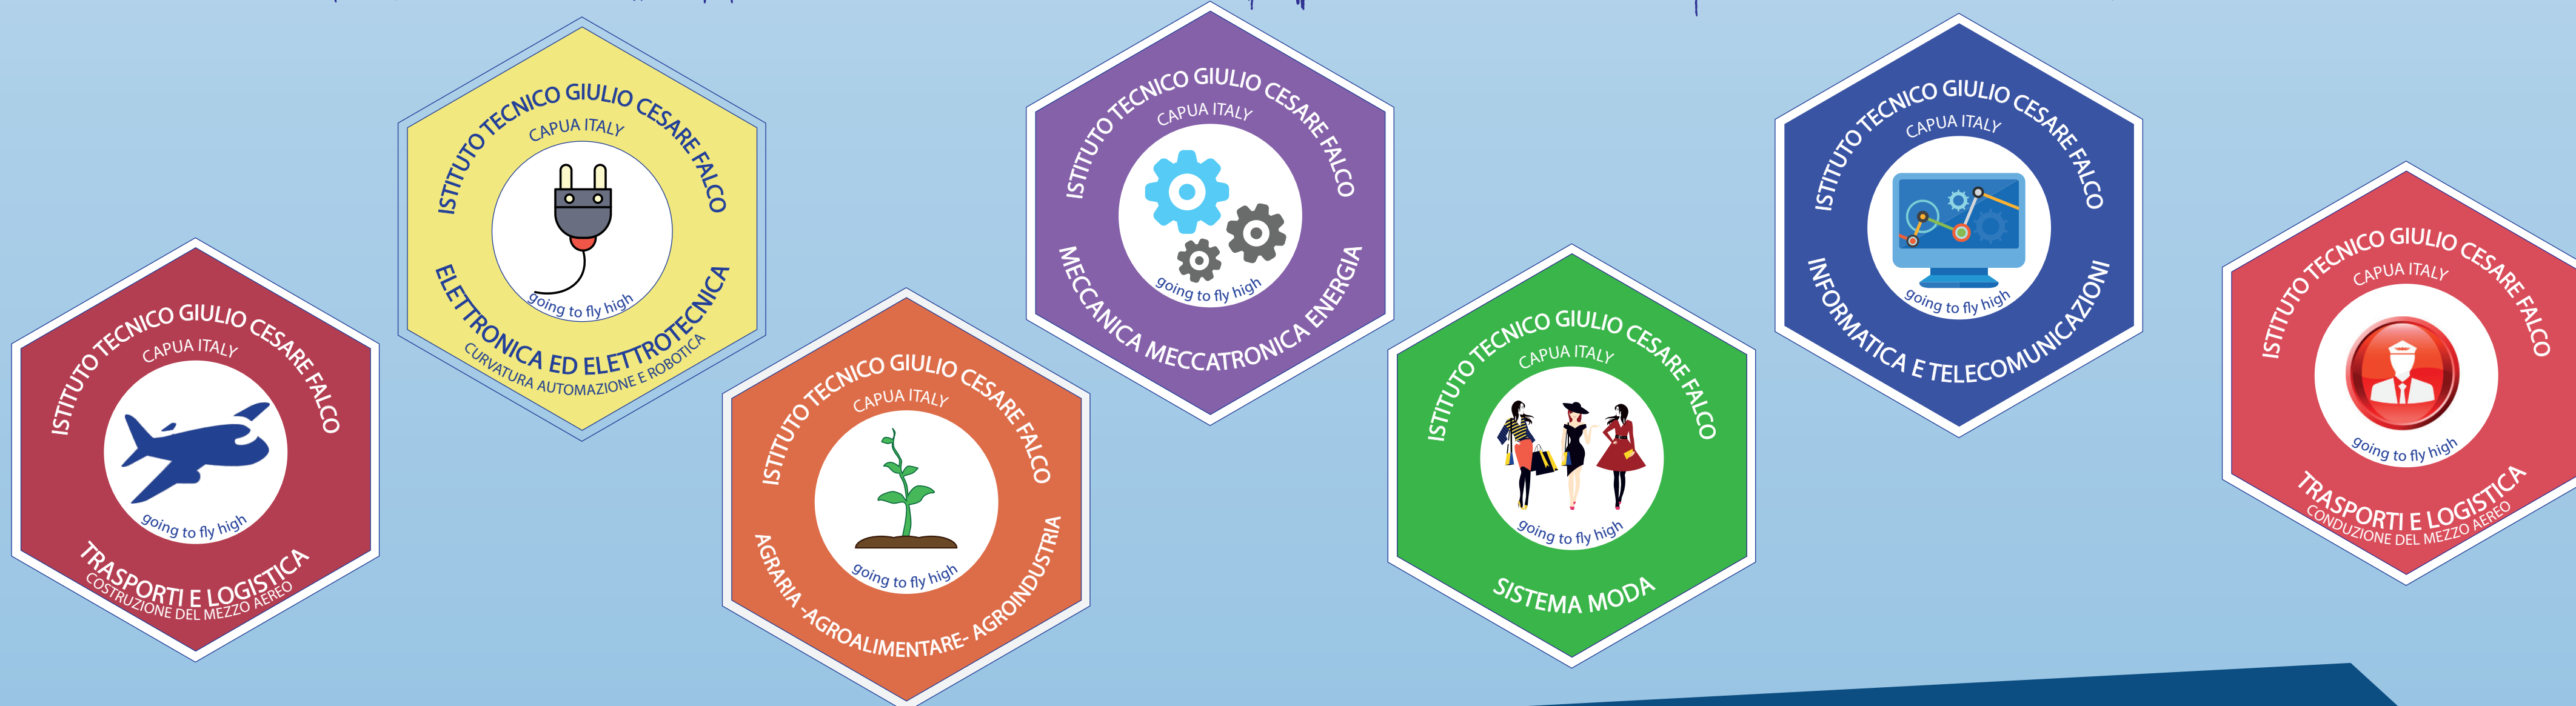 ISTITUTO TECNICO GIULIO CESARE FALCO
CAPUA ITALY
going to fly high
TRASPORTI E LOGISTICA
COSTRUZIONE DEL MEZZO AEREO
ISTITUTO TECNICO GIULIO CESARE FALCO
CAPUA ITALY
going to fly high
ELETTRONICA ED ELETTROTECNICA
CURVATURA AUTOMAZIONE E ROBOTICA
ISTITUTO TECNICO GIULIO CESARE FALCO
CAPUA ITALY
going to fly high
AGRARIA -AGROALIMENTARE- AGROINDUSTRIA
ISTITUTO TECNICO GIULIO CESARE FALCO
CAPUA ITALY
going to fly high
MECCANICA MECCATRONICA ENERGIA
ISTITUTO TECNICO GIULIO CESARE FALCO
CAPUA ITALY
going to fly high
SISTEMA MODA
ISTITUTO TECNICO GIULIO CESARE FALCO
CAPUA ITALY
going to fly high
INFORMATICA E TELECOMUNICAZIONI
ISTITUTO TECNICO GIULIO CESARE FALCO
CAPUA ITALY
going to fly high
TRASPORTI E LOGISTICA
CONDUZIONE DEL MEZZO AEREO